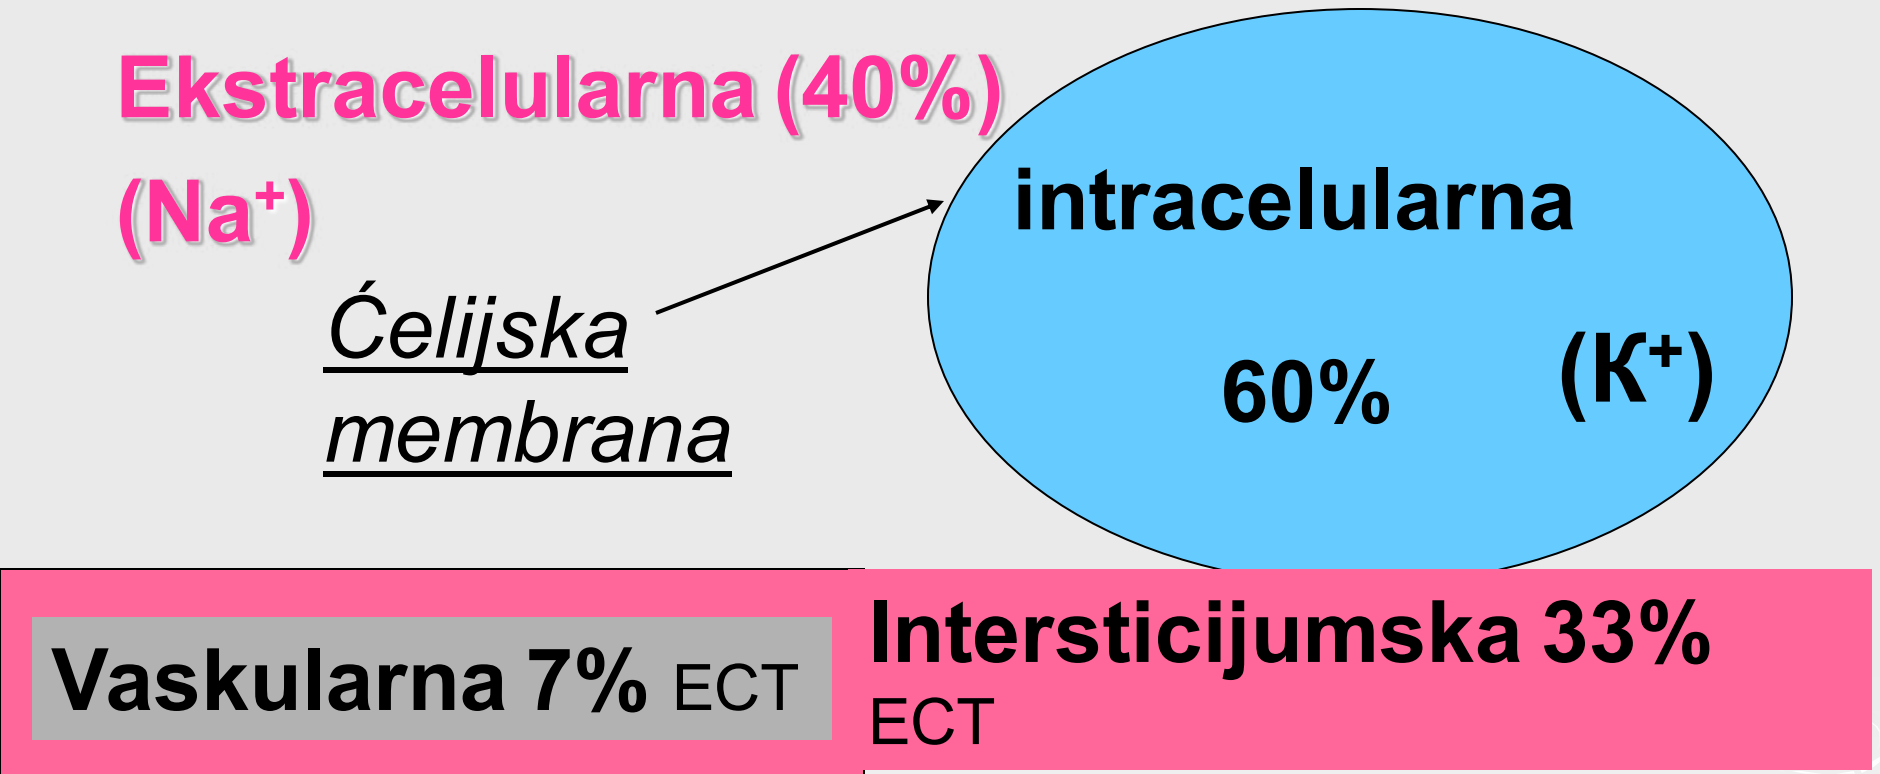 Ekstracelularna (40%)
(Na⁺)
Ćelijska
membrana
intracelularna
60%
(K⁺)
Vaskularna 7% ECT
Intersticijumska 33%
ECT